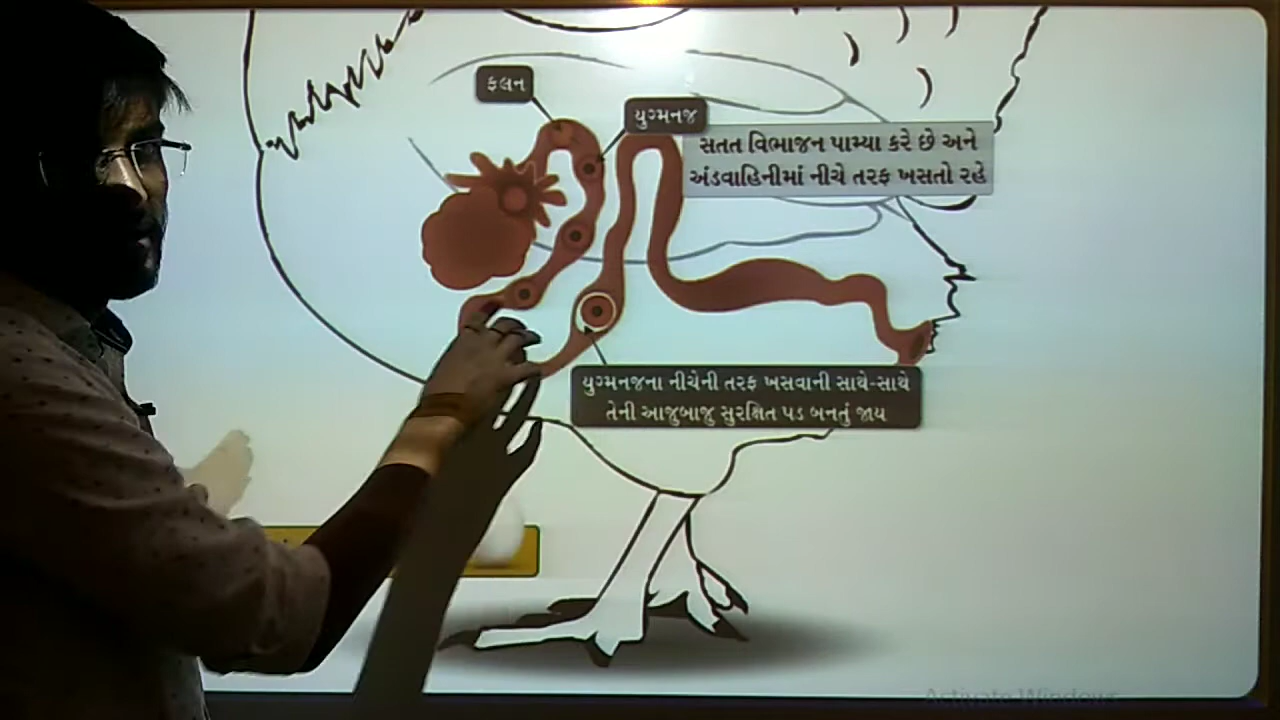 ફલન
યુગ્મનજ
સતત વિભાજન પામ્યા કરે છે અને
અંડવાહિનીમાં નીચે તરફ ખસતો રહે
યુગ્મનજના નીચેની તરફ ખસવાની સાથે-સાથે
તેની આજુબાજુ સુરક્ષિત પડ બનતું જાય
Activate Windows